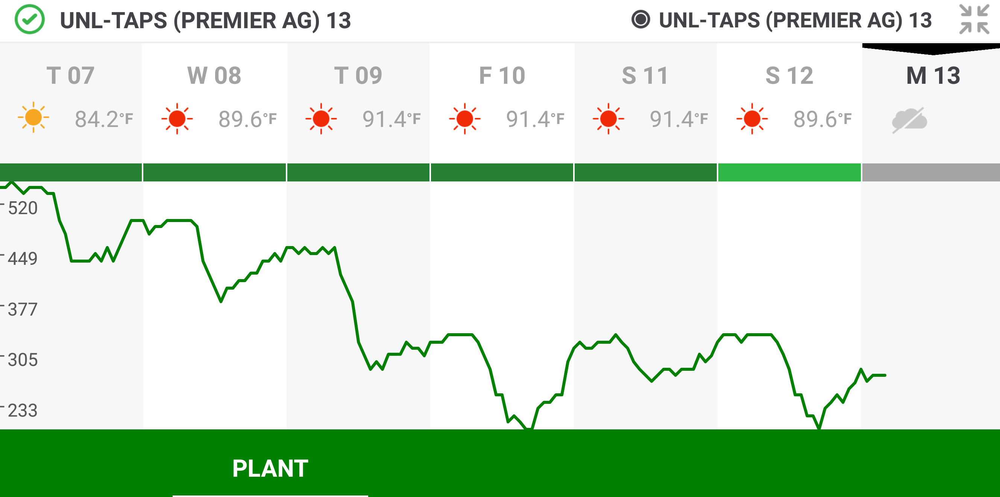 UNL-TAPS (PREMIER AG) 13
UNL-TAPS (PREMIER AG) 13
T 07
W 08
T 09
F 10
S 11
S 12
M 13
84.2°F
89.6°F
91.4°F
91.4°F
91.4°F
89.6°F
520
449
377
305
233
PLANT